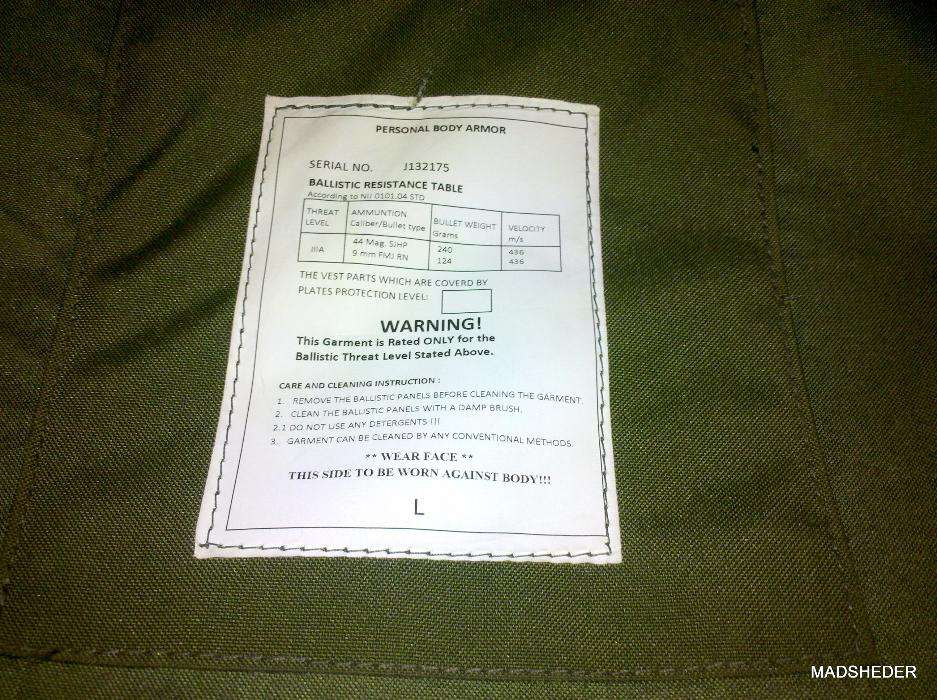 PERSONAL BODY ARMOR
SERIAL NO. J132175
BALLISTIC RESISTANCE TABLE
According to NIJ 0101.04 STD
THREAT LEVEL AMMUNTION Caliber/Bullet type BULLET WEIGHT Grams VELOCITY m/s
IIIA 44 Mag. SJHP 240 436
9 mm FMJ RN 124 436
THE VEST PARTS WHICH ARE COVERD BY
PLATES PROTECTION LEVEL:
WARNING!
This Garment is Rated ONLY for the
Ballistic Threat Level Stated Above.
CARE AND CLEANING INSTRUCTION :
1. REMOVE THE BALLISTIC PANELS BEFORE CLEANING THE GARMENT.
2. CLEAN THE BALLISTIC PANELS WITH A DAMP BRUSH.
2.1 DO NOT USE ANY DETERGENTS !!!
3. GARMENT CAN BE CLEANED BY ANY CONVENTIONAL METHODS.
** WEAR FACE **
THIS SIDE TO BE WORN AGAINST BODY!!!
L
MADSHEDER